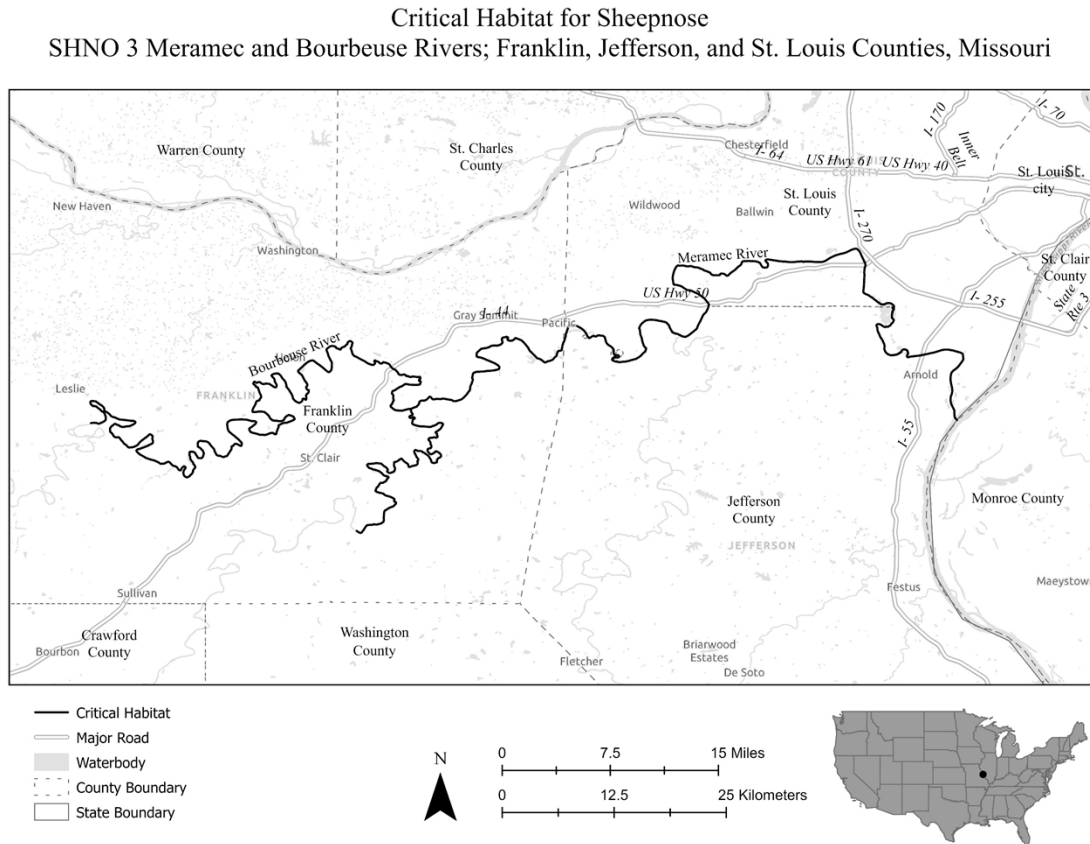 Critical Habitat for Sheepnose
SHNO 3 Meramec and Bourbeuse Rivers; Franklin, Jefferson, and St. Louis Counties, Missouri
Warren County
St. Charles
County
Chesterfield
I- 64
US Hwy 61
US Hwy 40
I- 170
Inner
Belt
I- 70
COUNTY
St. Louis
city
St.
New Haven
Washington
Wildwood
Ballwin
St. Louis
County
I- 270
Meramec River
St. Clair
County
State
Rte 3
I- 255
US Hwy 50
Gray Summit
I- 44
Pacific
Bourbeuse River
Leslie
FRANKLIN
Franklin
County
St. Clair
Arnold
I- 55
Jefferson
County
JEFFERSON
Monroe County
Sullivan
Festus
Maeystown
Bourbon
Crawford
County
Washington
County
Fletcher
Briarwood
Estates
De Soto
Critical Habitat
Major Road
Waterbody
County Boundary
State Boundary
N
0 7.5 15 Miles
0 12.5 25 Kilometers